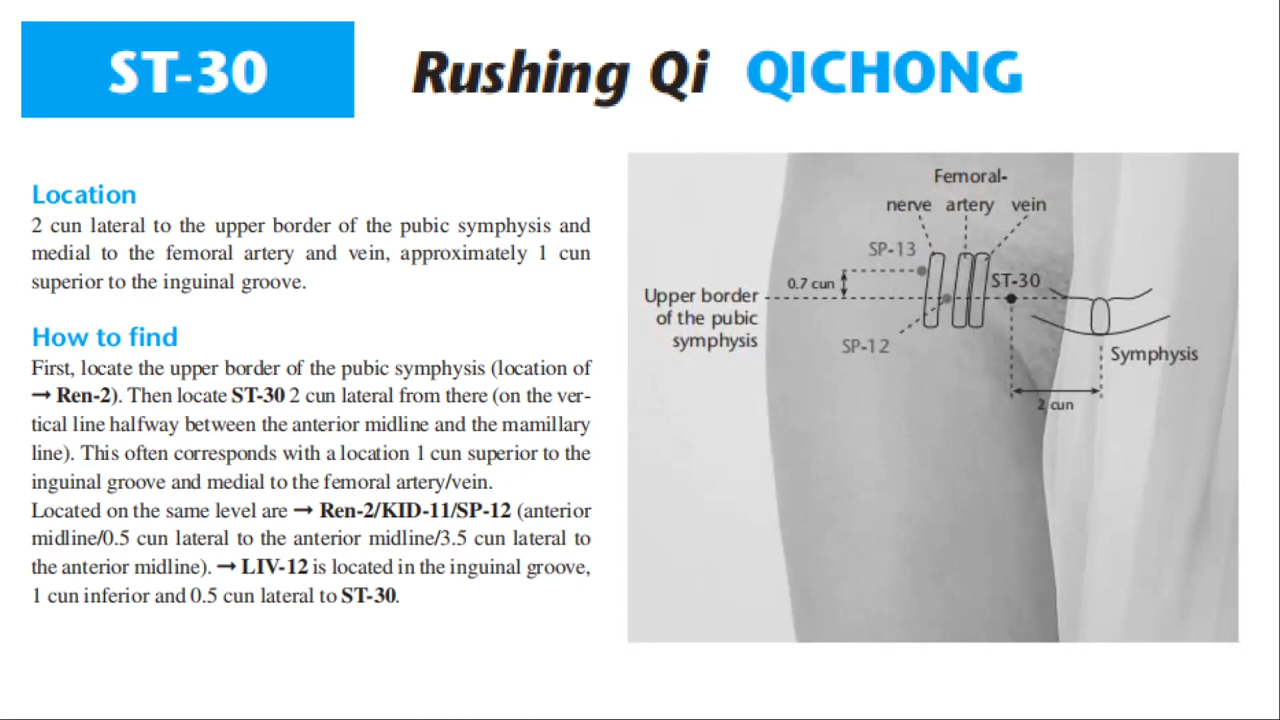 ST-30
Rushing Qi QICHONG
Location
2 cun lateral to the upper border of the pubic symphysis and
medial to the femoral artery and vein, approximately 1 cun
superior to the inguinal groove.
How to find
First, locate the upper border of the pubic symphysis (location of
→ Ren-2). Then locate ST-30 2 cun lateral from there (on the ver-
tical line halfway between the anterior midline and the mamillary
line). This often corresponds with a location 1 cun superior to the
inguinal groove and medial to the femoral artery/vein.
Located on the same level are → Ren-2/KID-11/SP-12 (anterior
midline/0.5 cun lateral to the anterior midline/3.5 cun lateral to
the anterior midline). → LIV-12 is located in the inguinal groove,
1 cun inferior and 0.5 cun lateral to ST-30.
Femoral-
nerve artery vein
SP-13
0.7 cun
ST-30
Upper border
of the pubic
symphysis
SP-12
Symphysis
2 cun